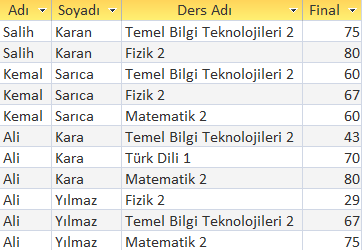 Adı Soyadı Ders Adı Final
Salih Karan Temel Bilgi Teknolojileri 2 75
Salih Karan Fizik 2 80
Kemal Sarıca Temel Bilgi Teknolojileri 2 60
Kemal Sarıca Fizik 2 67
Kemal Sarıca Matematik 2 60
Ali Kara Temel Bilgi Teknolojileri 2 43
Ali Kara Türk Dili 1 70
Ali Kara Matematik 2 80
Ali Yılmaz Fizik 2 29
Ali Yılmaz Temel Bilgi Teknolojileri 2 67
Ali Yılmaz Matematik 2 75